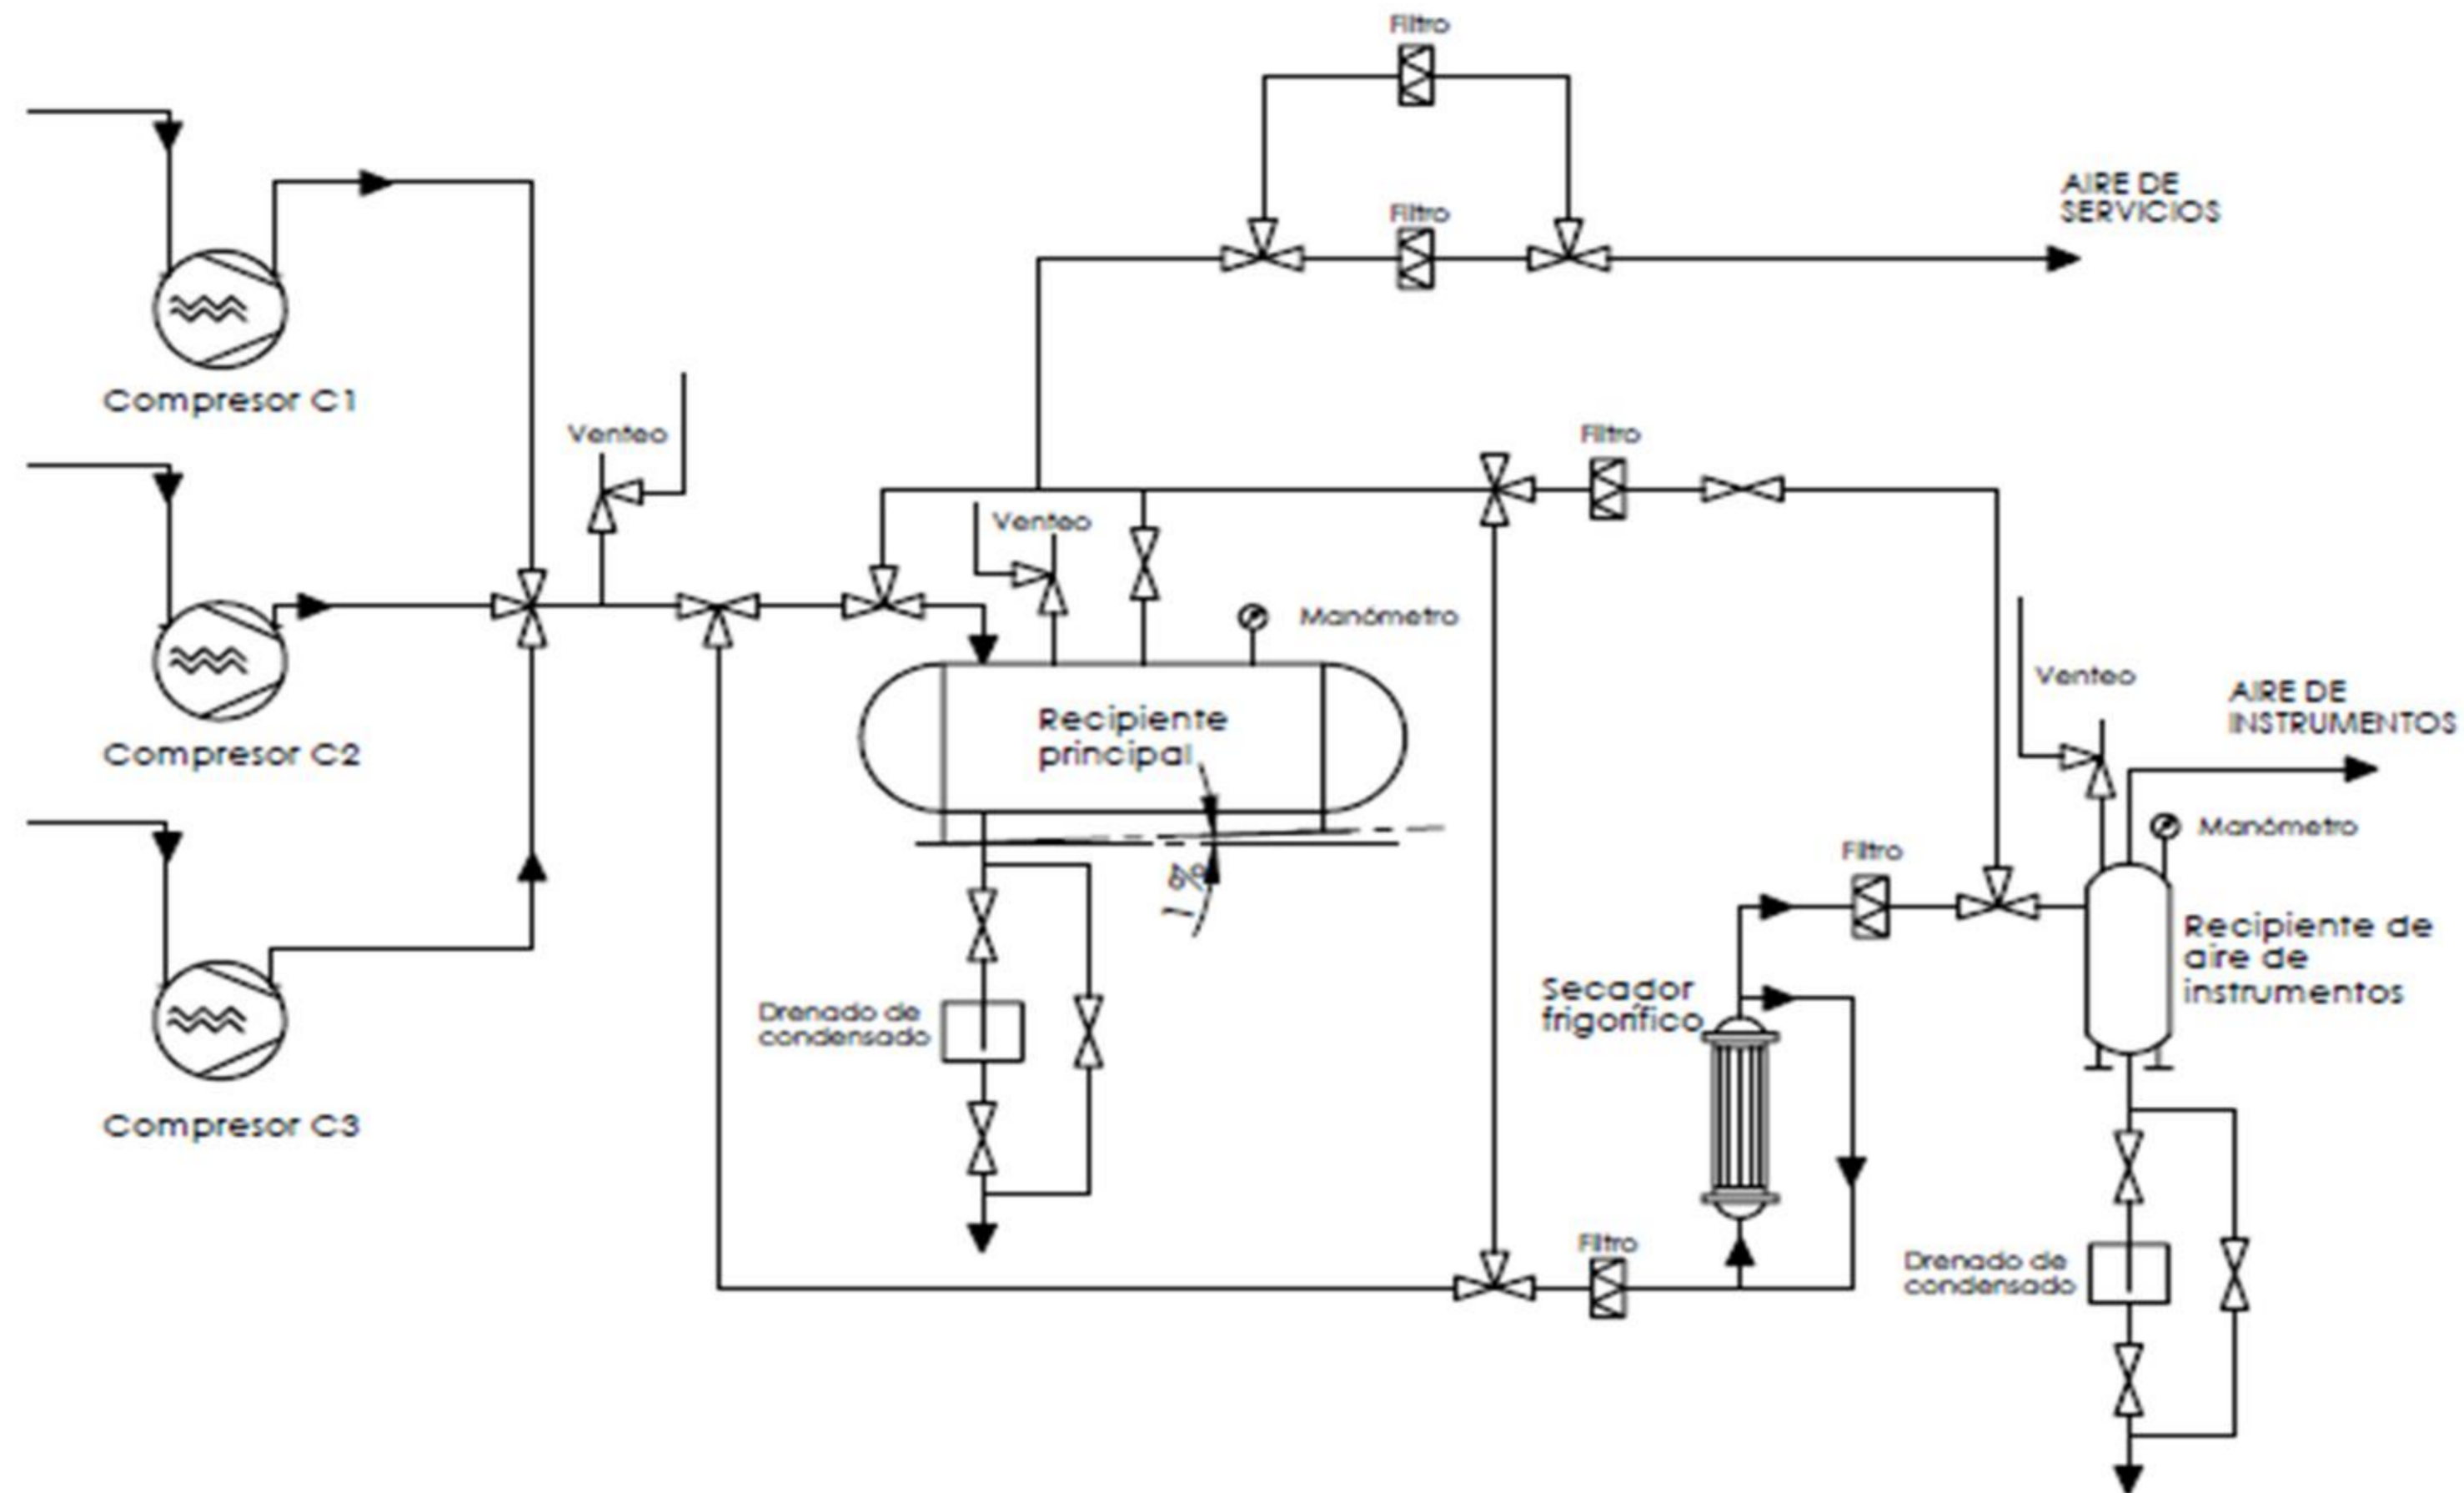 Filtro
Filtro
AIRE DE
SERVICIOS
Compresor C1
Venteo
Filtro
Venteo
Manómetro
Compresor C2
Recipiente
principal
1%
Venteo
AIRE DE
INSTRUMENTOS
Manómetro
Filtro
Recipiente de
aire de
instrumentos
Secador
frigorífico
Drenado de
condensado
Compresor C3
Filtro
Drenado de
condensado